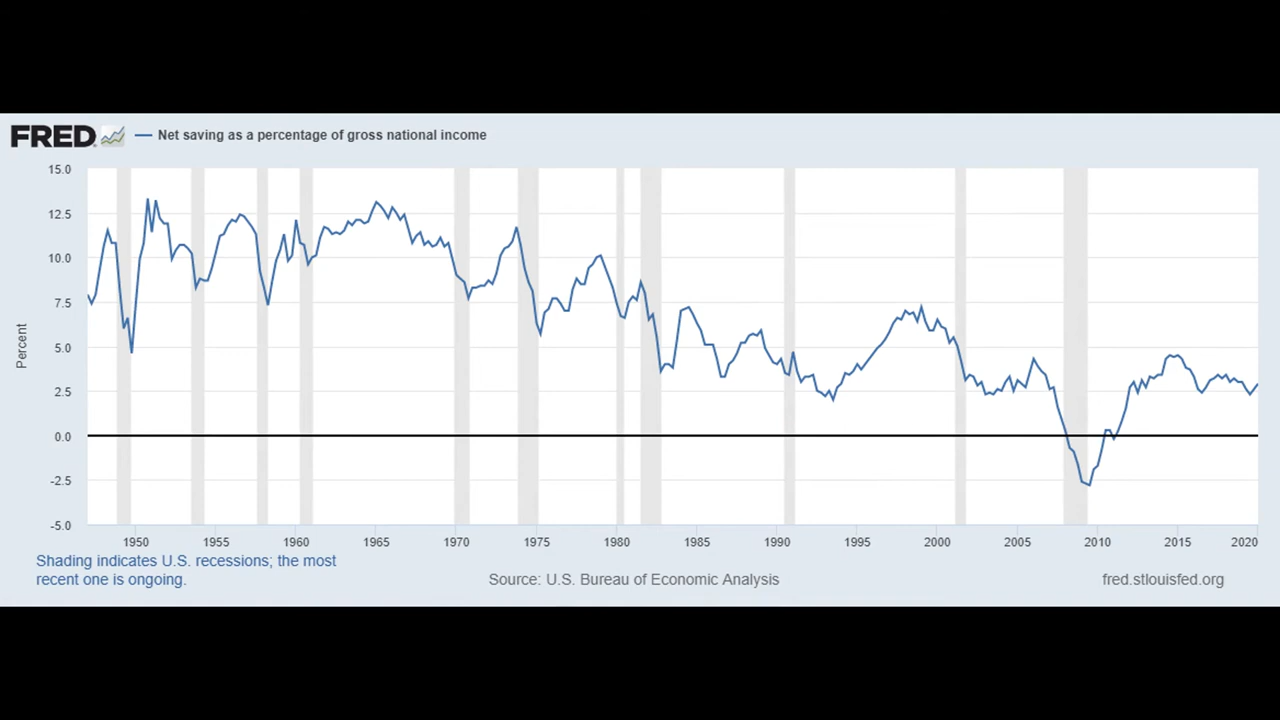 FRED
Net saving as a percentage of gross national income
15.0
12.5
10.0
7.5
5.0
2.5
0.0
-2.5
-5.0
Percent
1950 1955 1960 1965 1970 1975 1980 1985 1990 1995 2000 2005 2010 2015 2020
Shading indicates U.S. recessions; the most
recent one is ongoing.
Source: U.S. Bureau of Economic Analysis
fred.stlouisfed.org